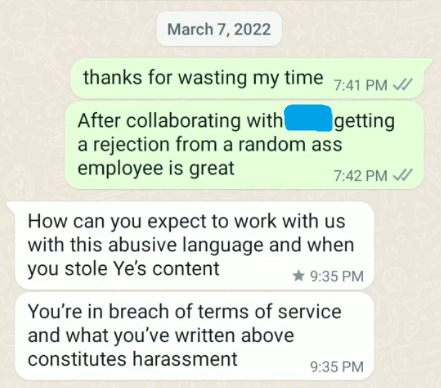 March 7, 2022
thanks for wasting my time 7:41 PM
After collaborating with getting
a rejection from a random ass
employee is great 7:42 PM
How can you expect to work with us
with this abusive language and when
you stole Ye's content 9:35 PM
You're in breach of terms of service
and what you've written above
constitutes harassment 9:35 PM